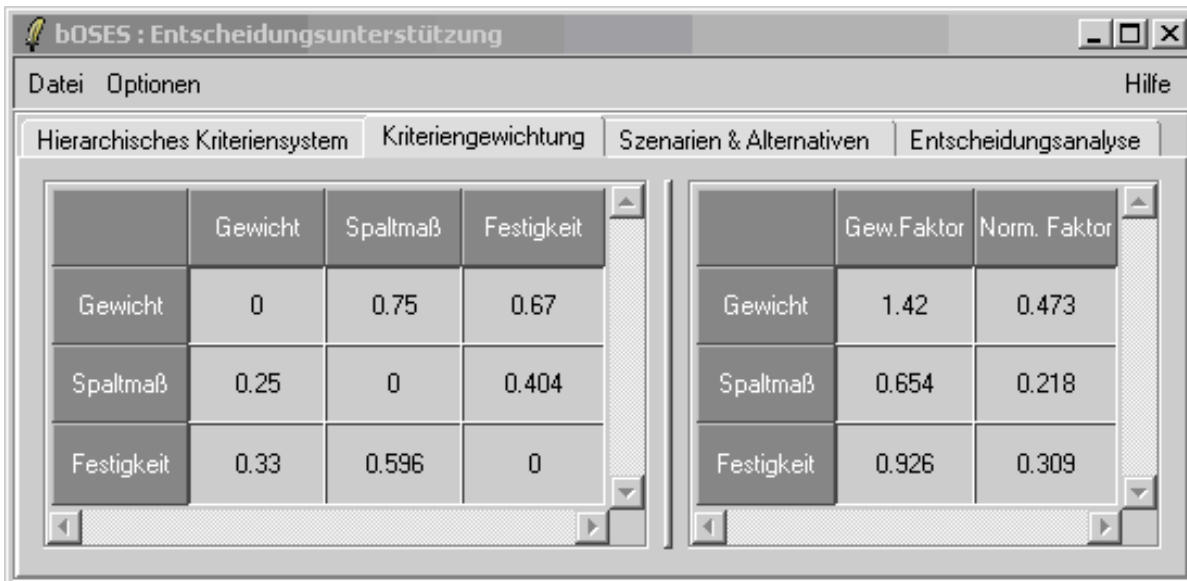 bOSES : Entscheidungsunterstützung
Datei Optionen Hilfe
Hierarchisches Kriteriensystem Kriteriengewichtung Szenarien & Alternativen Entscheidungsanalyse
Gewicht Spaltmaß Festigkeit Gew.Faktor Norm. Faktor
Gewicht 0 0.75 0.67 Gewicht 1.42 0.473
Spaltmaß 0.25 0 0.404 Spaltmaß 0.654 0.218
Festigkeit 0.33 0.596 0 Festigkeit 0.926 0.309